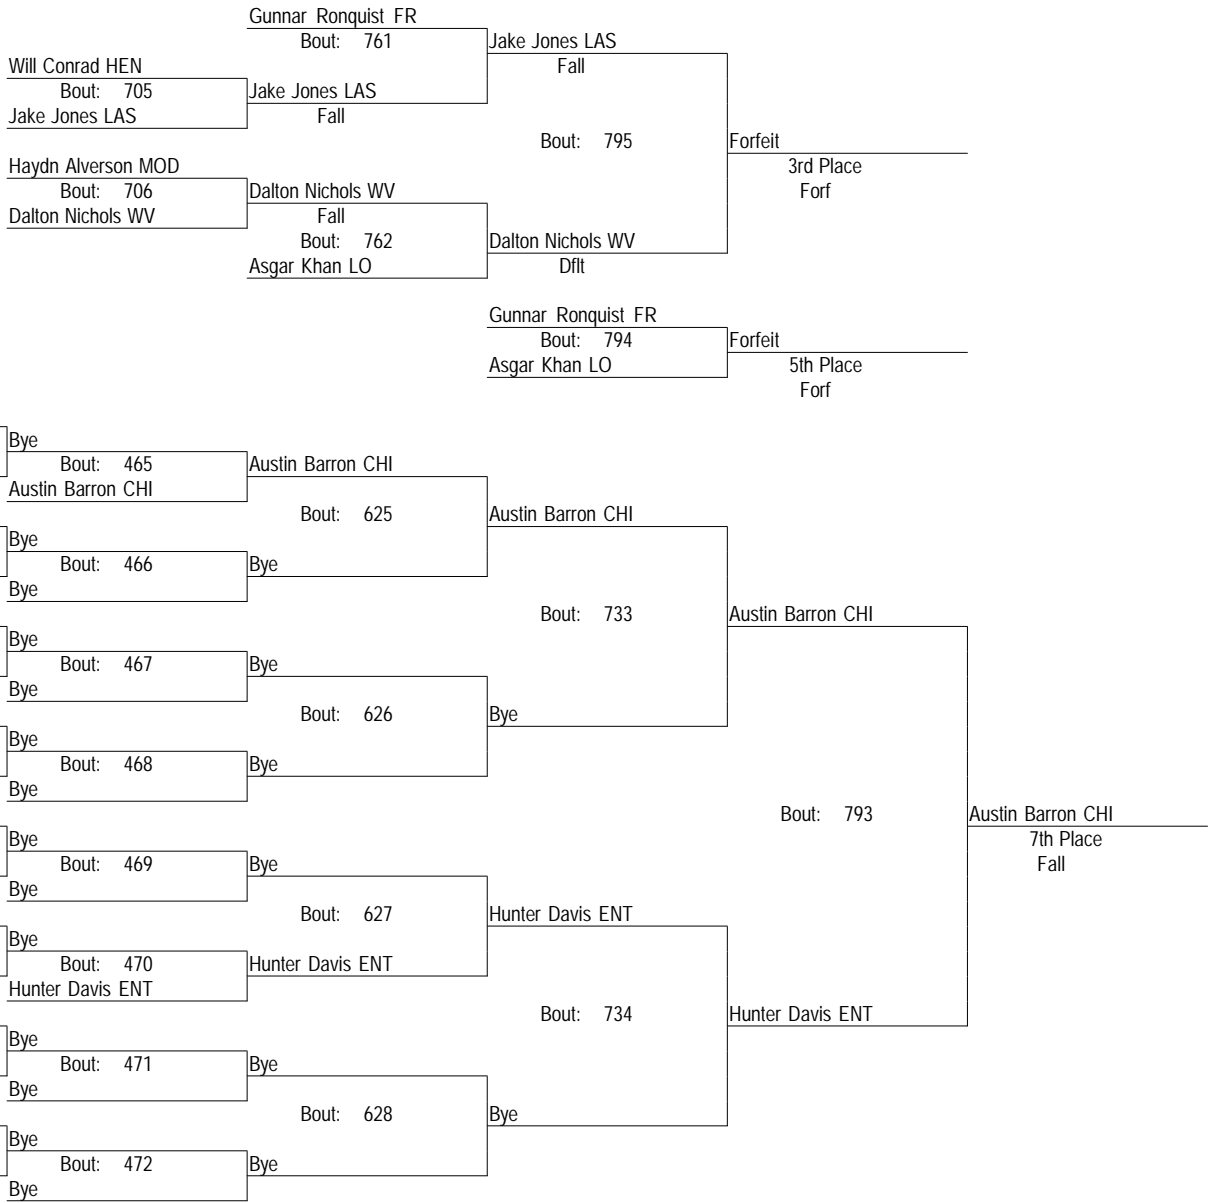 Gunnar Ronquist FR
Bout: 761
Jake Jones LAS
Fall
Will Conrad HEN
Bout: 705
Jake Jones LAS
Jake Jones LAS
Fall
Bout: 795
Forfeit
3rd Place
Forf
Haydn Alverson MOD
Bout: 706
Dalton Nichols WV
Dalton Nichols WV
Fall
Bout: 762
Dalton Nichols WV
Asgar Khan LO
Dflt
Gunnar Ronquist FR
Bout: 794
Forfeit
Asgar Khan LO
5th Place
Forf
Bye
Bout: 465
Austin Barron CHI
Austin Barron CHI
Bout: 625
Austin Barron CHI
Bye
Bout: 466
Bye
Bye
Bout: 733
Austin Barron CHI
Bye
Bout: 467
Bye
Bye
Bout: 626
Bye
Bye
Bout: 468
Bye
Bye
Bout: 793
Austin Barron CHI
7th Place
Fall
Bye
Bout: 469
Bye
Bye
Bout: 627
Hunter Davis ENT
Bye
Bout: 470
Hunter Davis ENT
Hunter Davis ENT
Bout: 734
Hunter Davis ENT
Bye
Bout: 471
Bye
Bye
Bout: 628
Bye
Bye
Bout: 472
Bye
Bye